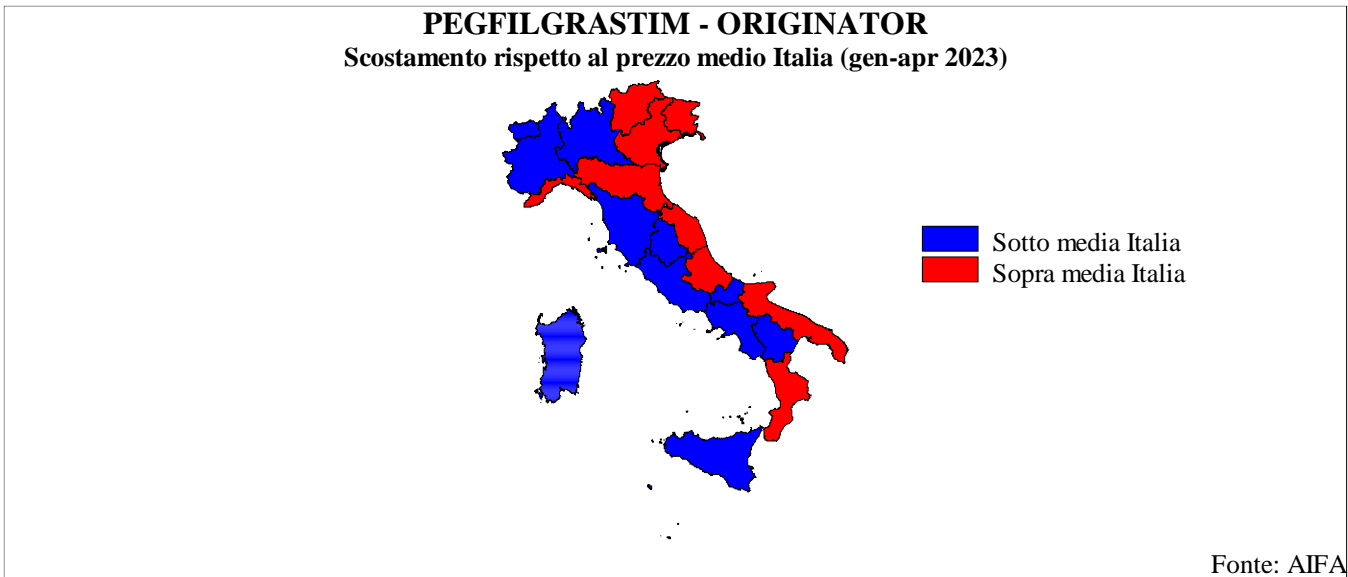 PEGFILGRASTIM - ORIGINATOR
Scostamento rispetto al prezzo medio Italia (gen-apr 2023)
Sotto media Italia
Sopra media Italia
Fonte: AIFA